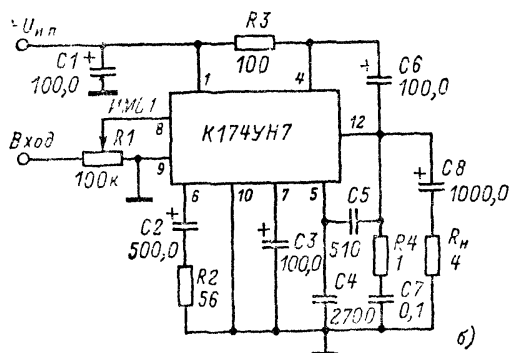 +Uип
R3
100
C1 +
100,0
1
4
+ C6
100,0
ИМС1
8
К174УН7
12
Вход
R1
100к
9
+
C8
1000,0
6
10
7
5
C5
510
C2 +
500,0
+ C3
100,0
R4
1
Rн
4
R2
56
C4
2700
C7
0,1
б)